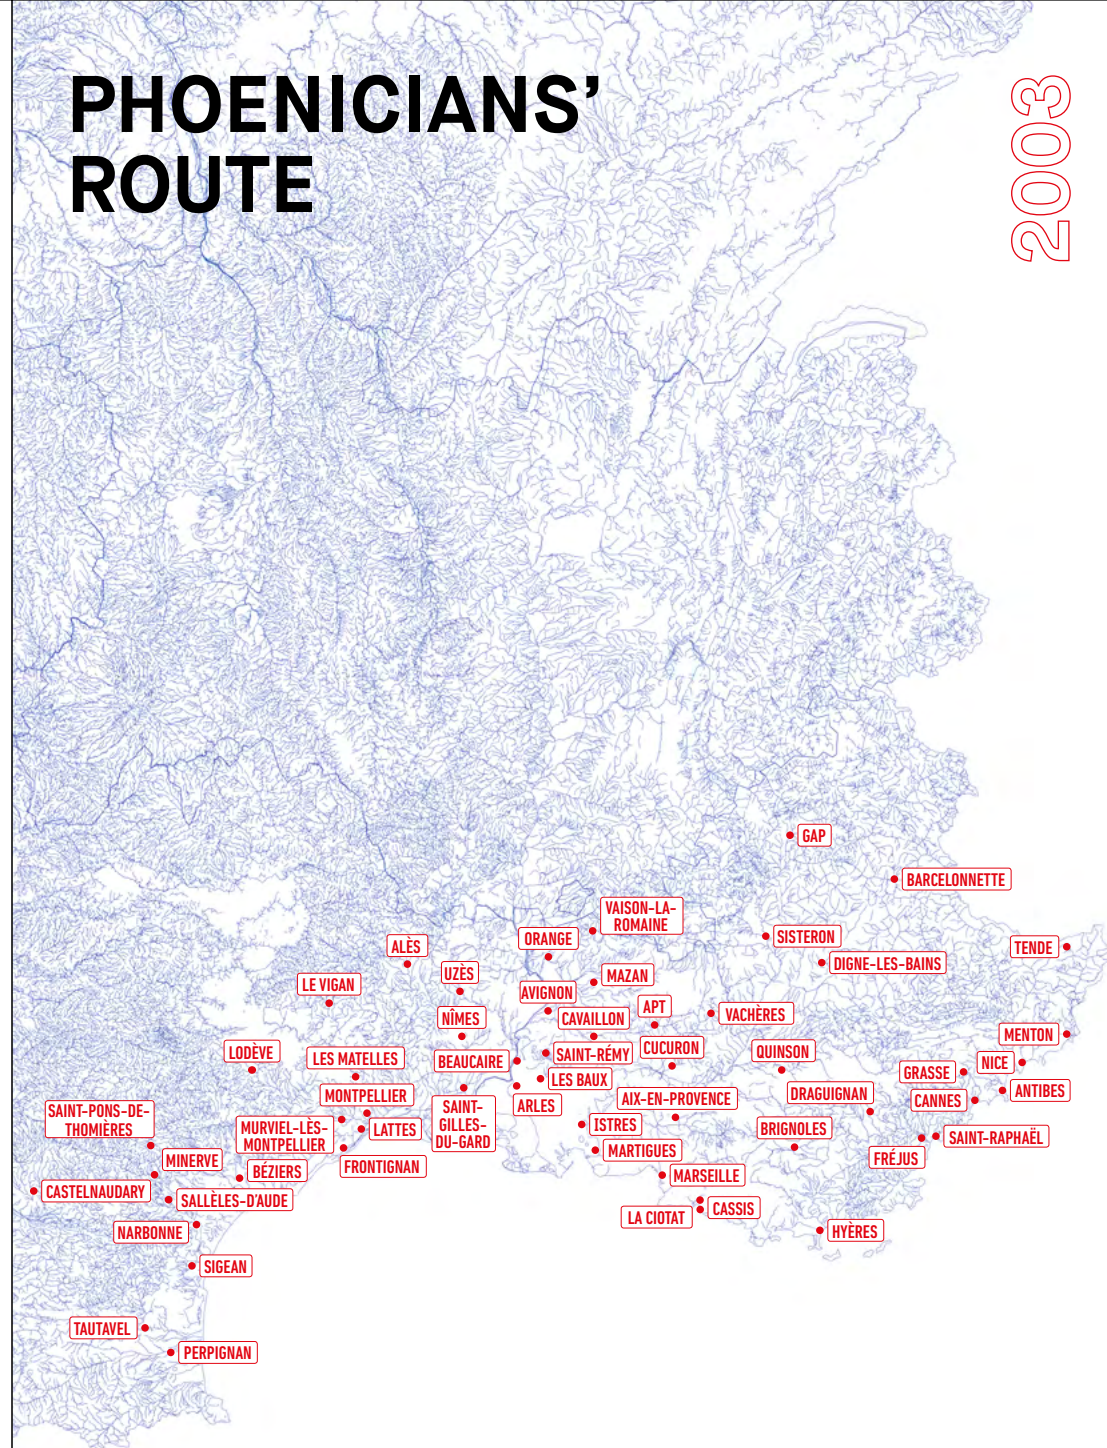 PHOENICIANS'
ROUTE
2003
GAP
BARCELONNETTE
VAISON-LA-
ROMAINE
ORANGE
SISTERON
ALÈS
TENDE
DIGNE-LES-BAINS
UZÈS
MAZAN
LE VIGAN
AVIGNON
APT
VACHÈRES
NÎMES
CAVAILLON
MENTON
LODÈVE
LES MATELLES
BEAUCAIRE
SAINT-RÉMY
CUCURON
QUINSON
NICE
GRASSE
LES BAUX
ANTIBES
MONTPELLIER
DRAGUIGNAN
CANNES
ARLES
AIX-EN-PROVENCE
SAINT-PONS-DE-
THOMIÈRES
SAINT-
GILLES-
DU-GARD
MURVIEL-LÈS-
MONTPELLIER
LATTES
ISTRES
BRIGNOLES
SAINT-RAPHAËL
MARTIGUES
FRÉJUS
MINERVE
FRONTIGNAN
BÉZIERS
MARSEILLE
CASTELNAUDARY
SALLÈLES-D'AUDE
CASSIS
LA CIOTAT
NARBONNE
HYÈRES
SIGEAN
TAUTAVEL
PERPIGNAN